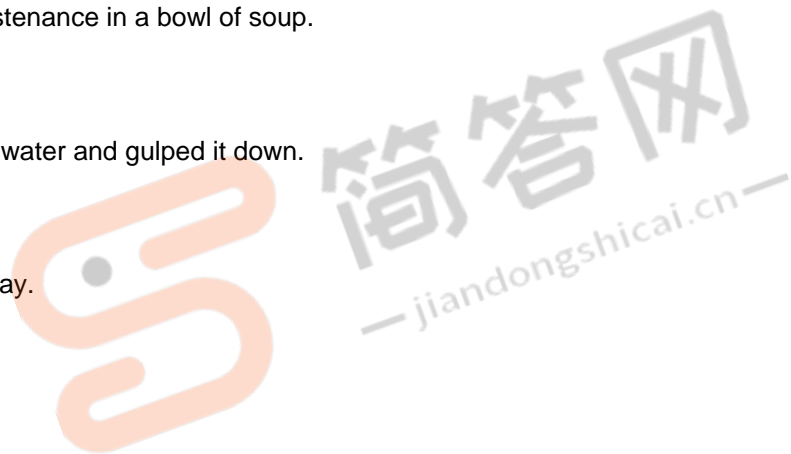 stenance in a bowl of soup.
water and gulped it down.
ay.
简答网
jiandongshicai.cn